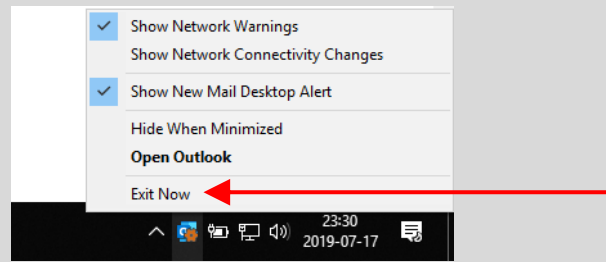 Show Network Warnings
Show Network Connectivity Changes
Show New Mail Desktop Alert
Hide When Minimized
Open Outlook
Exit Now
23:30
2019-07-17